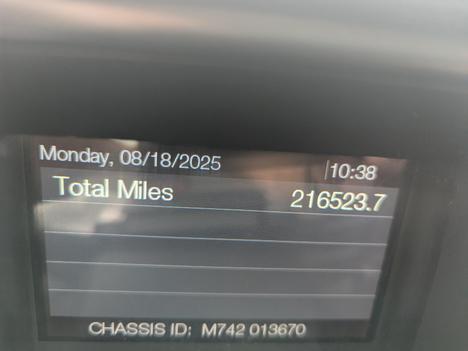 Monday, 08/18/2025 10:38
Total Miles 216523.7
CHASSIS ID: M742 013670